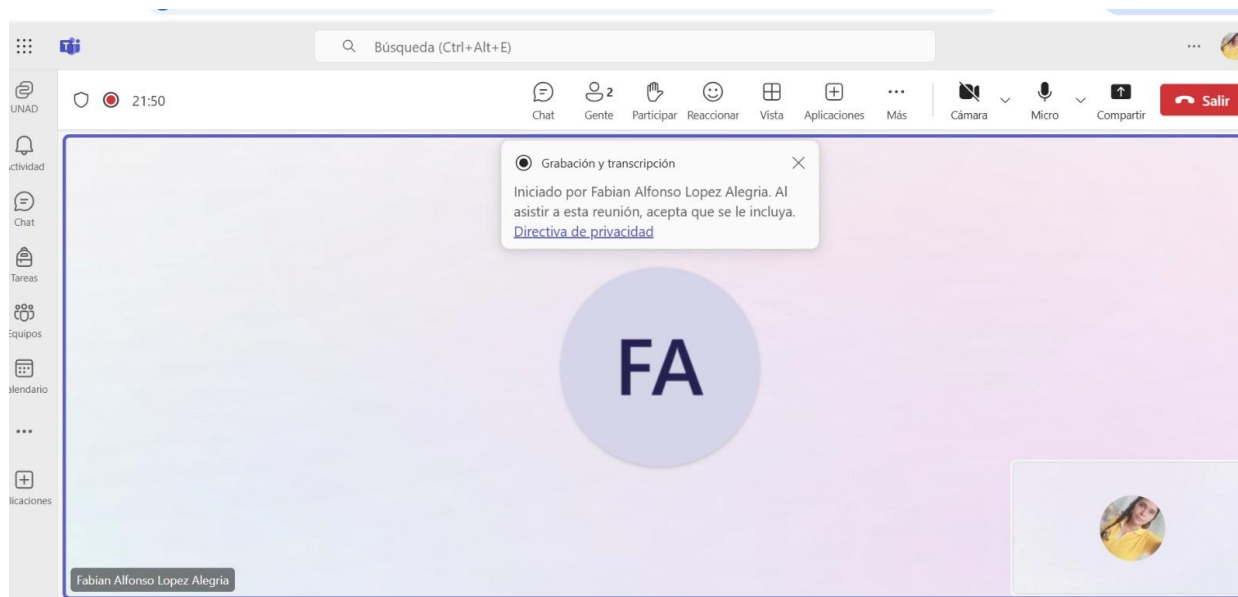 Búsqueda (Ctrl+Alt+E)
UNAD
21:50
Chat
2
Gente
Participar
Reaccionar
Vista
Aplicaciones
Más
Cámara
Micro
Compartir
Salir
ctividad
Chat
Tareas
Equipos
alendario
licaciones
Grabación y transcripción
Iniciado por Fabian Alfonso Lopez Alegria. Al
asistir a esta reunión, acepta que se le incluya.
Directiva de privacidad
FA
Fabian Alfonso Lopez Alegria